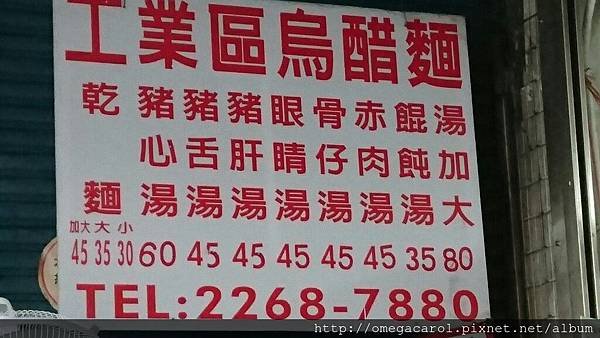 工業區烏醋麵
乾麵
豬心湯
豬舌湯
豬肝湯
眼睛湯
骨仔湯
赤肉湯
餛飩湯
湯加大
加大 大 小
45 35 30 60 45 45 45 45 45 35 80
TEL:2268-7880
http://omegacarol.pixnet.net/album